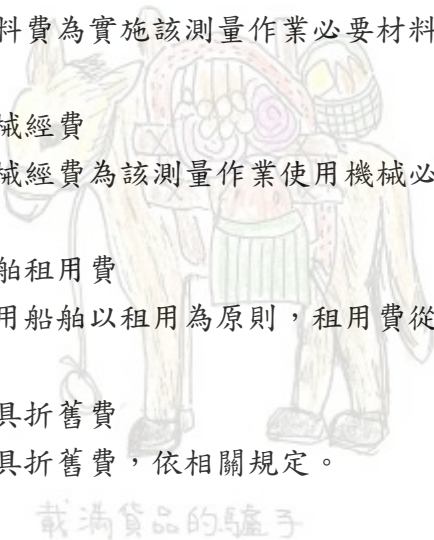 料費為實施該測量作業必要材料
械經費
械經費為該測量作業使用機械必
舶租用費
用船舶以租用為原則，租用費從
具折舊費
具折舊費，依相關規定。
載滿貨品的驢子